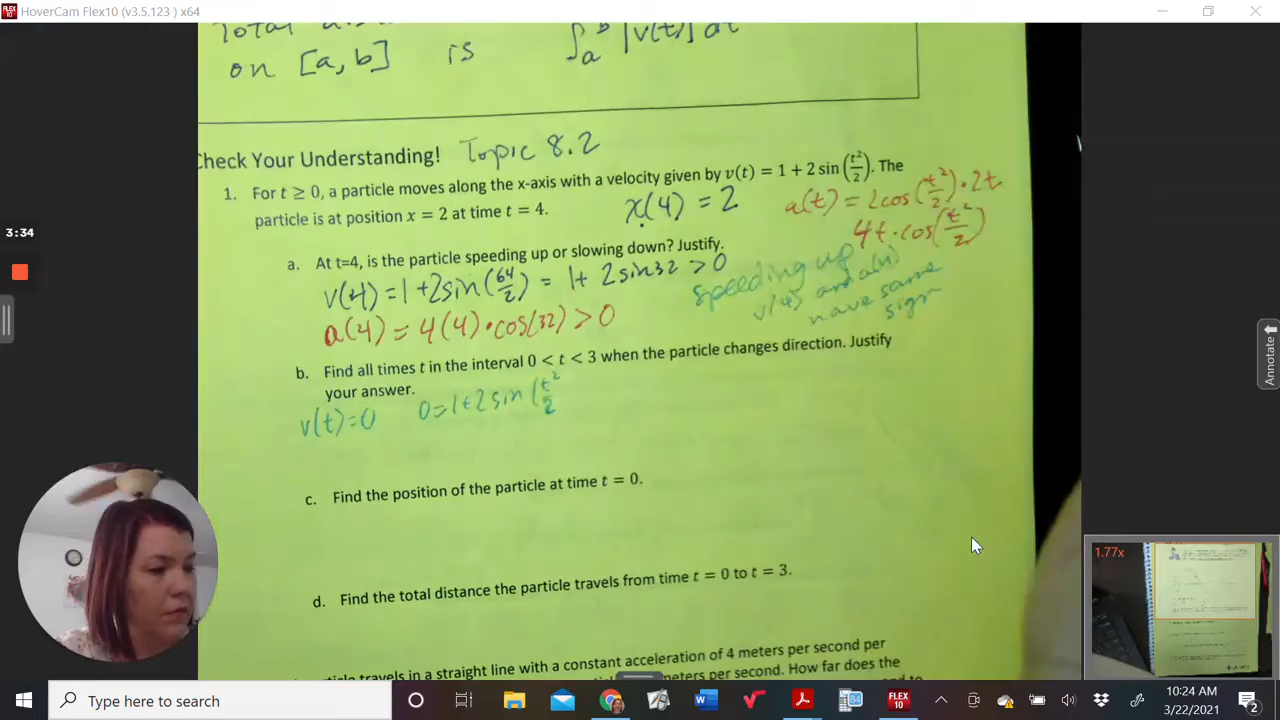 HoverCam Flex10 (v3.5.123) x64
on [a, b] is ∫ₐᵇ |v(t)| dt
Check Your Understanding! Topic 8.2
1. For t ≥ 0, a particle moves along the x-axis with a velocity given by v(t) = 1 + 2 sin (t²/2). The
particle is at position x = 2 at time t = 4.
x(4) = 2
a(t) = 2cos(t²/2)·2t
4t·cos(t²/2)
a. At t=4, is the particle speeding up or slowing down? Justify.
v(4) = 1+2sin(64/2) = 1+ 2sin32 > 0
a(4) = 4(4)·cos(32) > 0
speeding up
v(4) and a(4)
have same
sign
b. Find all times t in the interval 0 < t < 3 when the particle changes direction. Justify
your answer.
v(t)=0 0=1+2sin(t²/2
c. Find the position of the particle at time t = 0.
d. Find the total distance the particle travels from time t = 0 to t = 3.
travels in a straight line with a constant acceleration of 4 meters per second per
meters per second. How far does the
3:34
Annotate
1.77x
Type here to search
FLEX
10
10:24 AM
3/22/2021
2